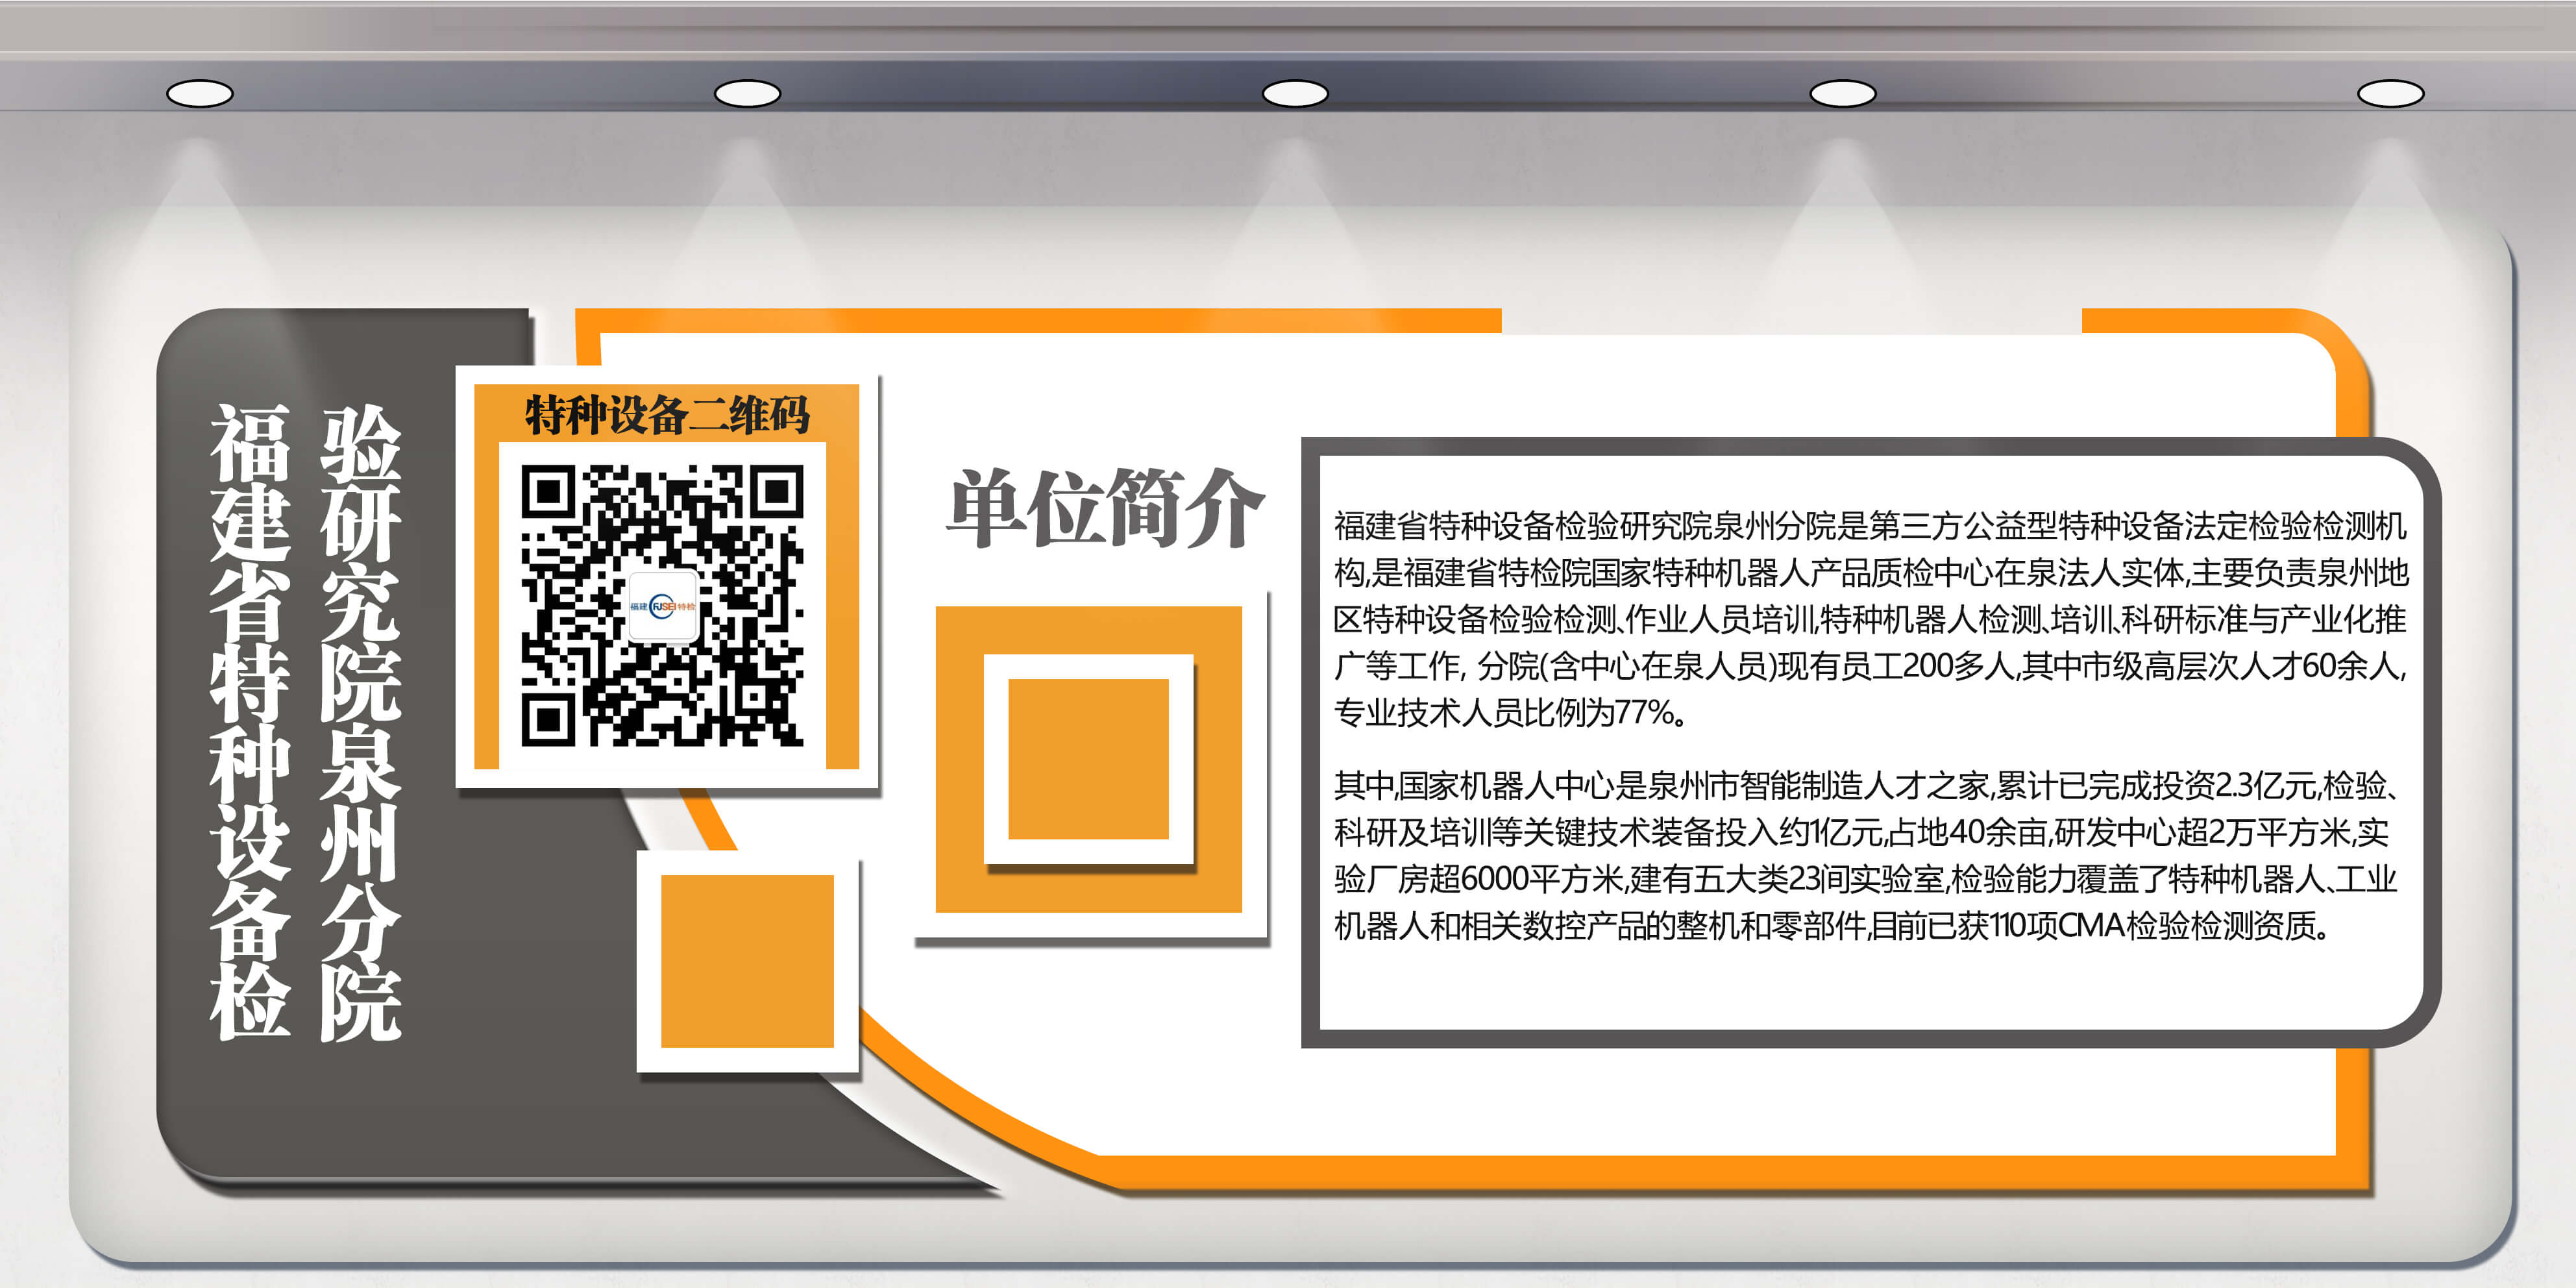 福建省特种设备检
验研究院泉州分院
特种设备二维码
福建 FJSEI 特检
单位简介
福建省特种设备检验研究院泉州分院是第三方公益型特种设备法定检验检测机
构,是福建省特检院国家特种机器人产品质检中心在泉法人实体,主要负责泉州地
区特种设备检验检测、作业人员培训,特种机器人检测、培训、科研标准与产业化推
广等工作, 分院(含中心在泉人员)现有员工200多人,其中市级高层次人才60余人,
专业技术人员比例为77%。
其中,国家机器人中心是泉州市智能制造人才之家,累计已完成投资2.3亿元,检验、
科研及培训等关键技术装备投入约1亿元,占地40余亩,研发中心超2万平方米,实
验厂房超6000平方米,建有五大类23间实验室,检验能力覆盖了特种机器人、工业
机器人和相关数控产品的整机和零部件,目前已获110项CMA检验检测资质。